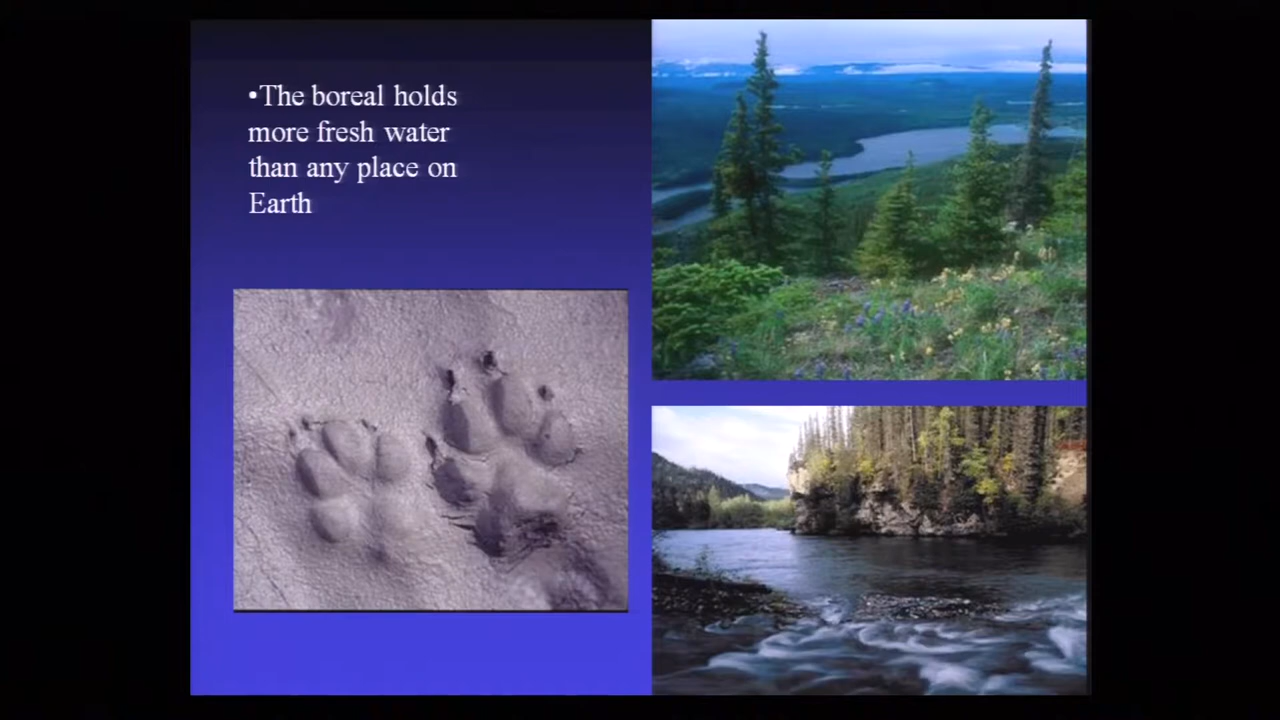 •The boreal holds
more fresh water
than any place on
Earth